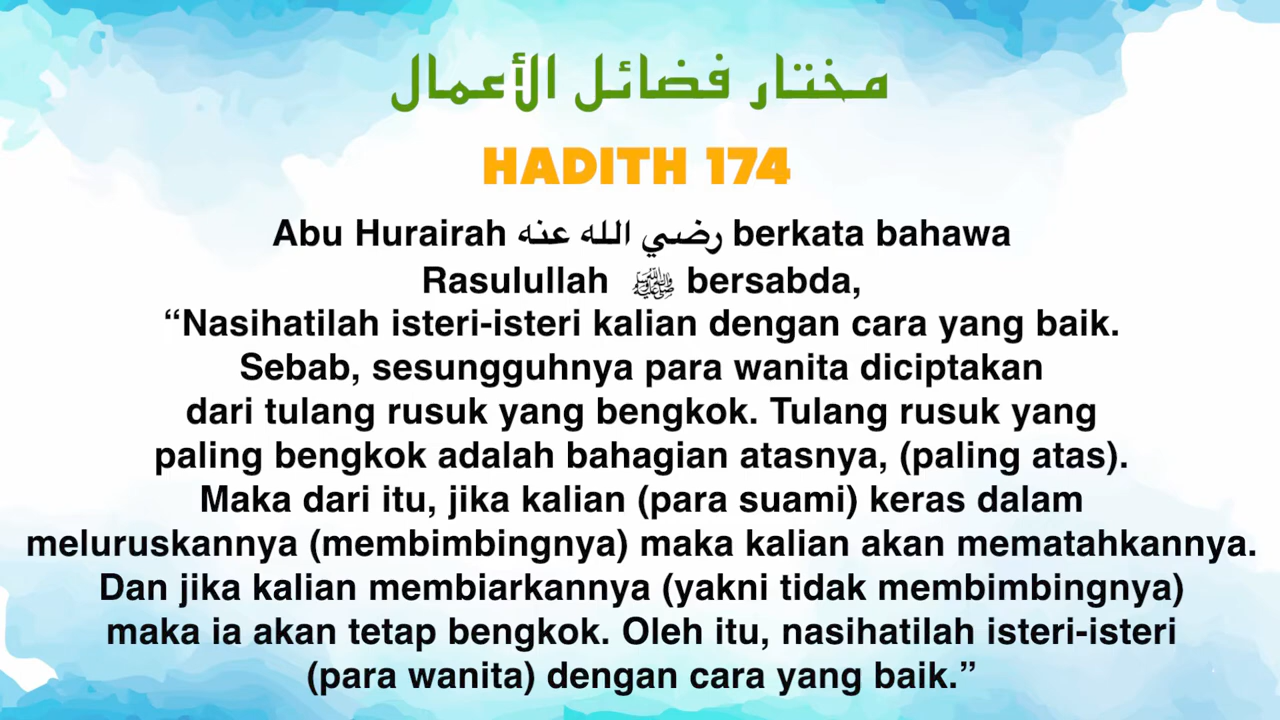 مختار فضائل الأعمال
HADITH 174
Abu Hurairah رضي الله عنه berkata bahawa
Rasulullah ﷺ bersabda,
“Nasihatilah isteri-isteri kalian dengan cara yang baik.
Sebab, sesungguhnya para wanita diciptakan
dari tulang rusuk yang bengkok. Tulang rusuk yang
paling bengkok adalah bahagian atasnya, (paling atas).
Maka dari itu, jika kalian (para suami) keras dalam
meluruskannya (membimbingnya) maka kalian akan mematahkannya.
Dan jika kalian membiarkannya (yakni tidak membimbingnya)
maka ia akan tetap bengkok. Oleh itu, nasihatilah isteri-isteri
(para wanita) dengan cara yang baik.”